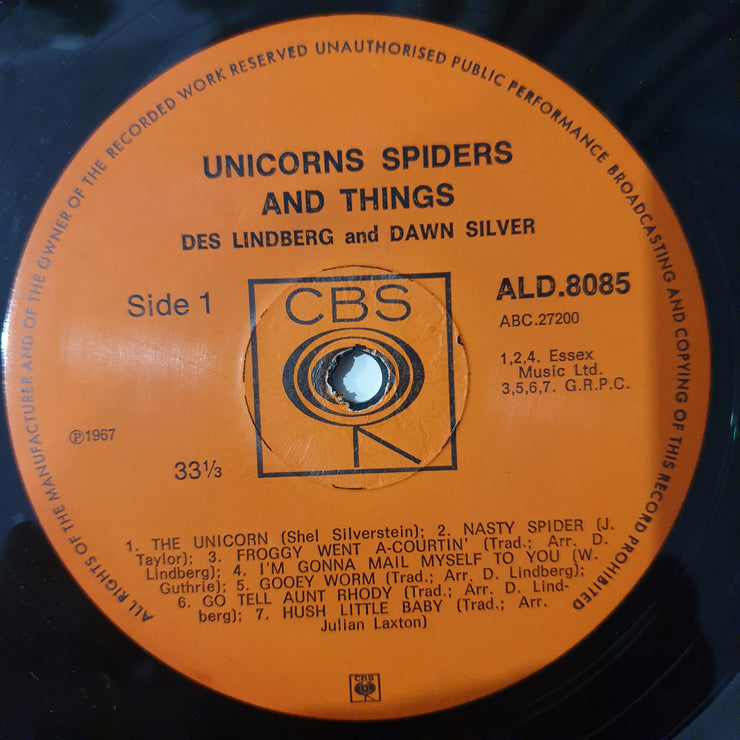 ALL RIGHTS OF THE MANUFACTURER AND OF THE OWNER OF THE RECORDED WORK RESERVED UNAUTHORISED PUBLIC PERFORMANCE BROADCASTING AND COPYING OF THIS RECORD PROHIBITED
UNICORNS SPIDERS
AND THINGS
DES LINDBERG and DAWN SILVER
Side 1
CBS
ALD.8085
ABC.27200
1,2,4. Essex
Music Ltd.
3,5,6,7. G.R.P.C.
℗1967
33⅓
1. THE UNICORN (Shel Silverstein); 2. NASTY SPIDER (J.
Taylor); 3. FROGGY WENT A-COURTIN' (Trad.; Arr. D.
Lindberg); 4. I'M GONNA MAIL MYSELF TO YOU (W.
Guthrie); 5. GOOEY WORM (Trad.; Arr. D. Lindberg);
6. GO TELL AUNT RHODY (Trad.; Arr. D. Lind-
berg); 7. HUSH LITTLE BABY (Trad.; Arr.
Julian Laxton)
CBS